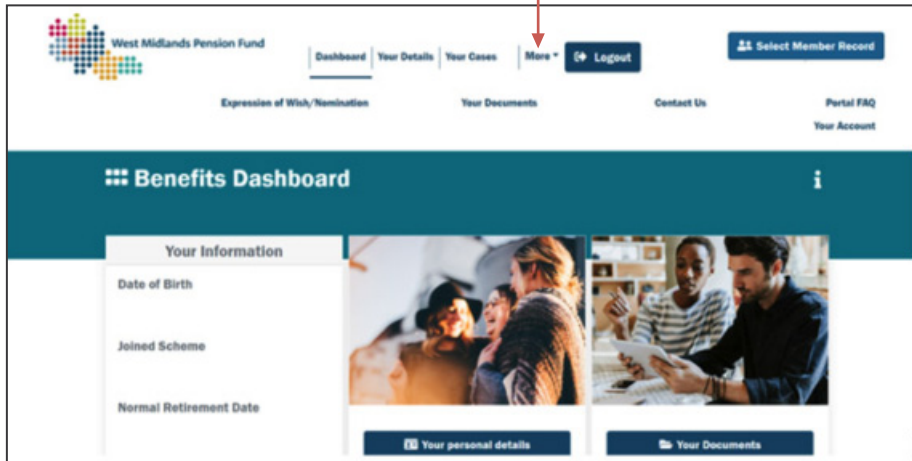 West Midlands Pension Fund
Dashboard Your Details Your Cases More Logout Select Member Record
Expression of Wish/Nomination Your Documents Contact Us Portal FAQ
Your Account
Benefits Dashboard
Your Information
Date of Birth
Joined Scheme
Normal Retirement Date
Your personal details Your Documents